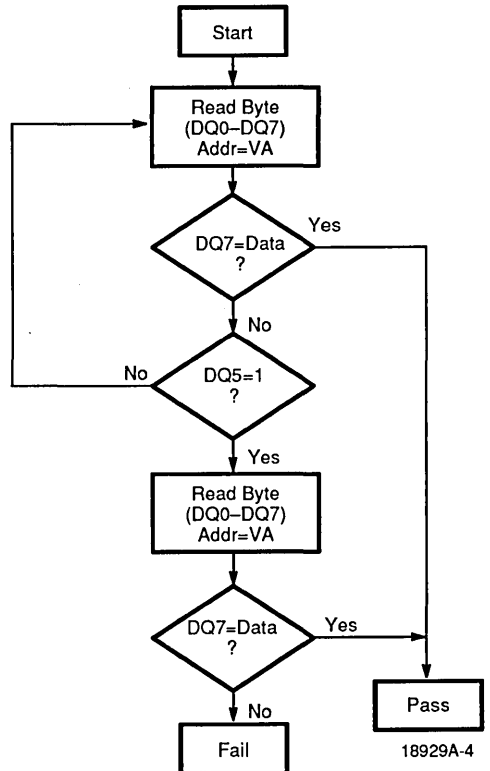 Start
Read Byte
(DQ0–DQ7)
Addr=VA
DQ7=Data
?
Yes
No
DQ5=1
?
No
Yes
Read Byte
(DQ0–DQ7)
Addr=VA
DQ7=Data
?
Yes
No
Pass
Fail
18929A-4